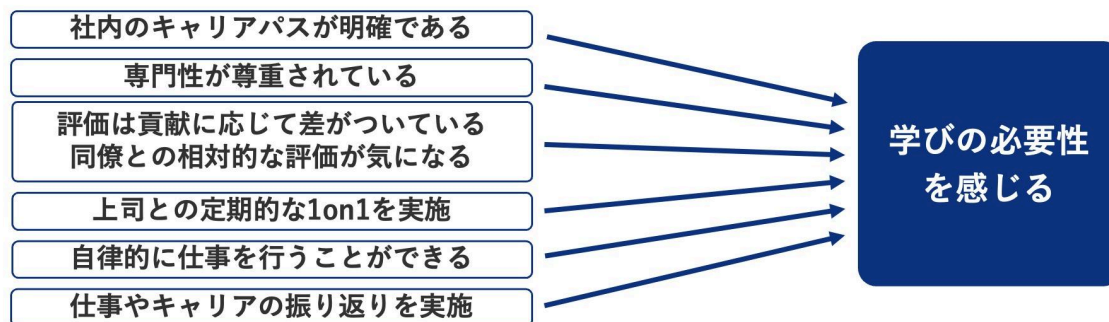 社内のキャリアパスが明確である
専門性が尊重されている
評価は貢献に応じて差がついている
同僚との相対的な評価が気になる
上司との定期的な1on1を実施
自律的に仕事を行うことができる
仕事やキャリアの振り返りを実施
学びの必要性
を感じる